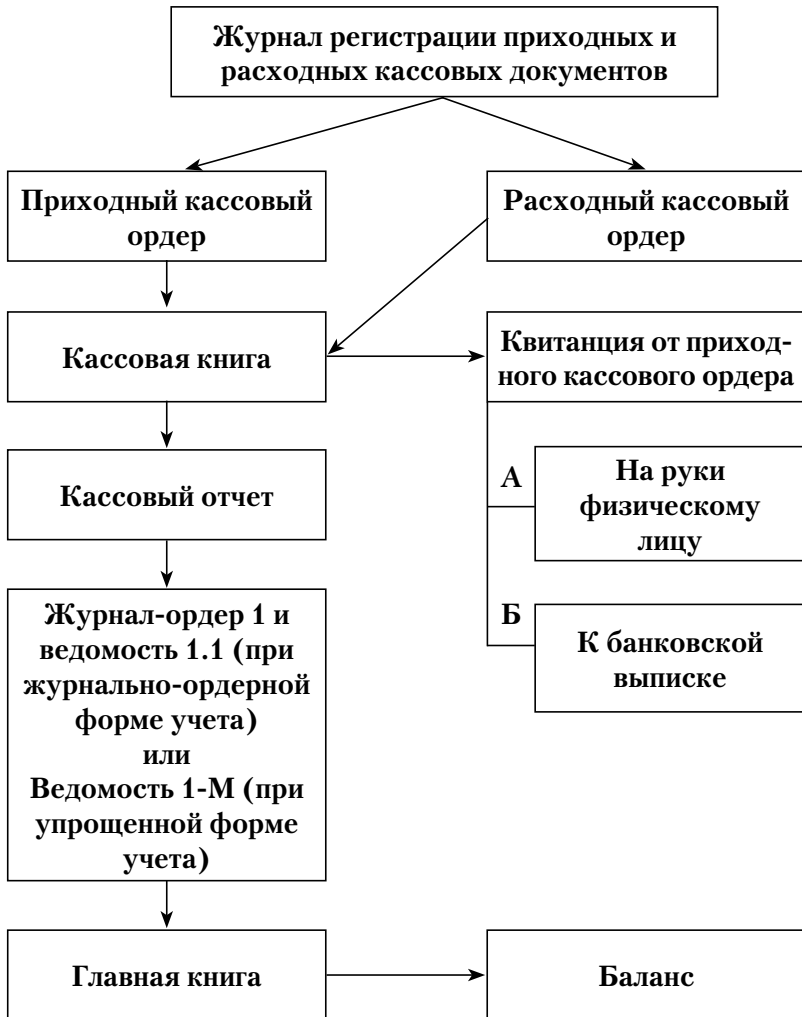 Журнал регистрации приходных и
расходных кассовых документов
Приходный кассовый
ордер
Расходный кассовый
ордер
Кассовая книга
Квитанция от приход-
ного кассового ордера
Кассовый отчет
А
На руки
физическому
лицу
Журнал-ордер 1 и
ведомость 1.1 (при
журнально-ордерной
форме учета)
или
Ведомость 1-М (при
упрощенной форме
учета)
Б
К банковской
выписке
Главная книга
Баланс